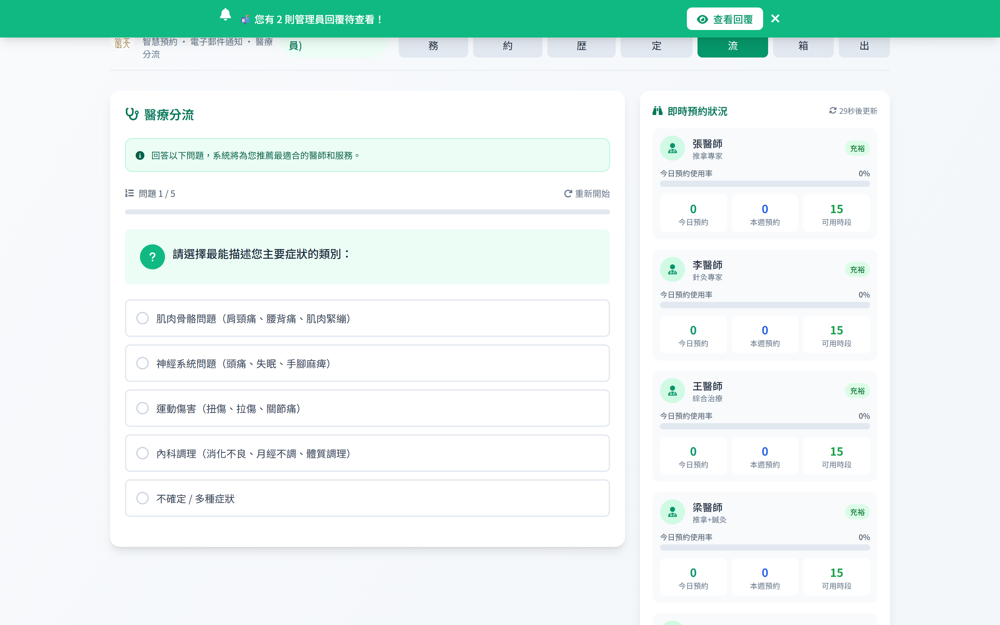 您有 2 則管理員回覆待查看！
查看回覆
智慧預約 • 電子郵件通知 • 醫療
分流
員)
務
約
歷
定
流
箱
出
醫療分流
回答以下問題，系統將為您推薦最適合的醫師和服務。
問題 1 / 5
重新開始
請選擇最能描述您主要症狀的類別：
肌肉骨骼問題（肩頸痛、腰背痛、肌肉緊繃）
神經系統問題（頭痛、失眠、手腳麻痺）
運動傷害（扭傷、拉傷、關節痛）
內科調理（消化不良、月經不調、體質調理）
不確定 / 多種症狀
即時預約狀況
29秒後更新
張醫師
推拿專家
充裕
今日預約使用率
0%
0
今日預約
0
本週預約
15
可用時段
李醫師
針灸專家
充裕
今日預約使用率
0%
0
今日預約
0
本週預約
15
可用時段
王醫師
綜合治療
充裕
今日預約使用率
0%
0
今日預約
0
本週預約
15
可用時段
梁醫師
推拿+鍼灸
充裕
今日預約使用率
0%
0
今日預約
0
本週預約
15
可用時段